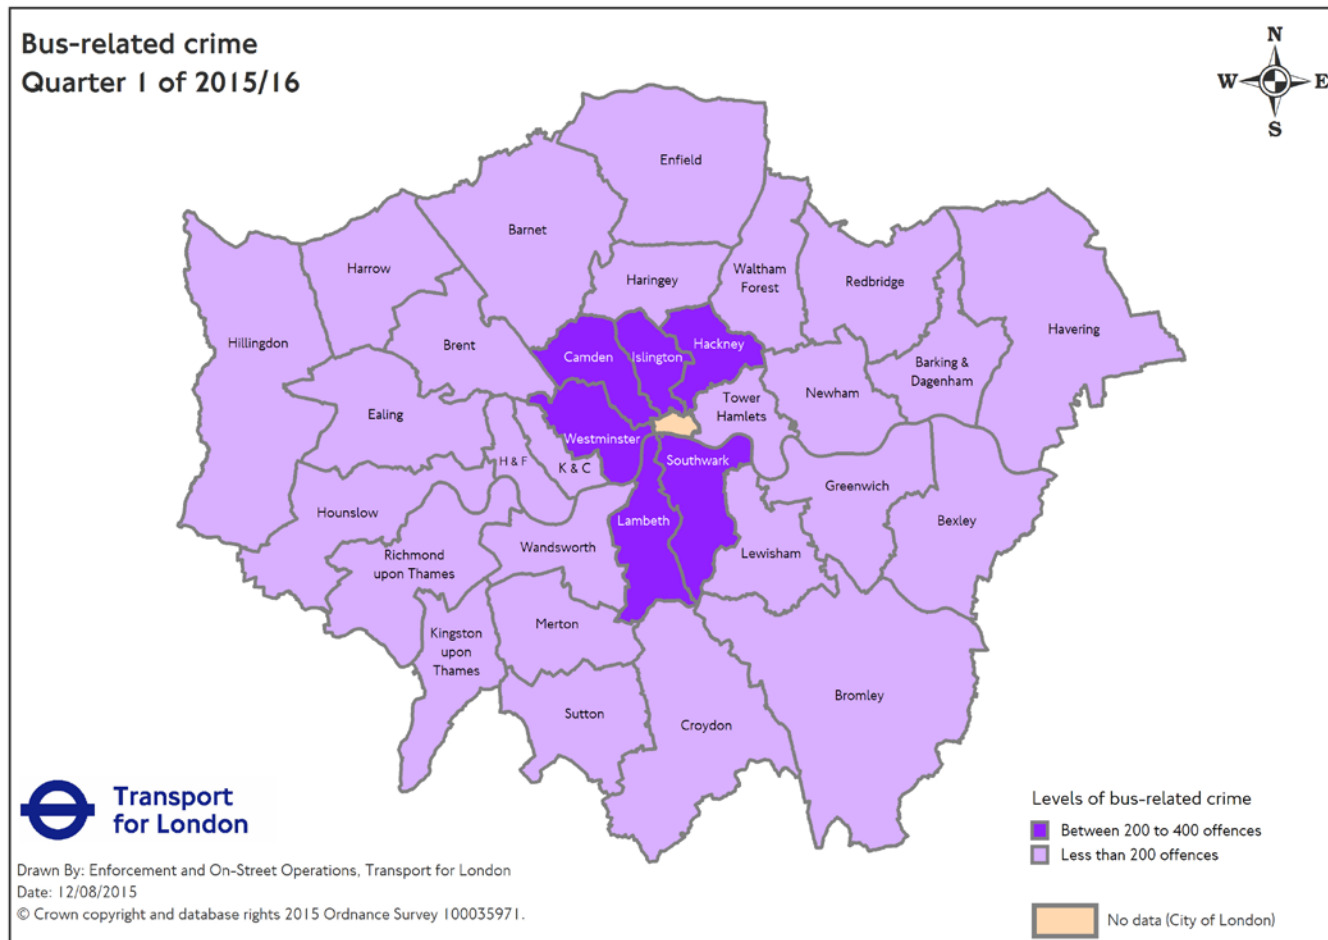 Bus-related crime
Quarter 1 of 2015/16
N
W
E
S
Enfield
Barnet
Harrow
Haringey
Waltham
Forest
Redbridge
Havering
Hillingdon
Brent
Camden
Islington
Hackney
Barking &
Dagenham
Newham
Tower
Hamlets
Ealing
Westminster
H & F
K & C
Southwark
Greenwich
Hounslow
Lambeth
Bexley
Wandsworth
Lewisham
Richmond
upon Thames
Merton
Kingston
upon
Thames
Bromley
Sutton
Croydon
Transport
for London
Levels of bus-related crime
Between 200 to 400 offences
Less than 200 offences
No data (City of London)
Drawn By: Enforcement and On-Street Operations, Transport for London
Date: 12/08/2015
© Crown copyright and database rights 2015 Ordnance Survey 100035971.